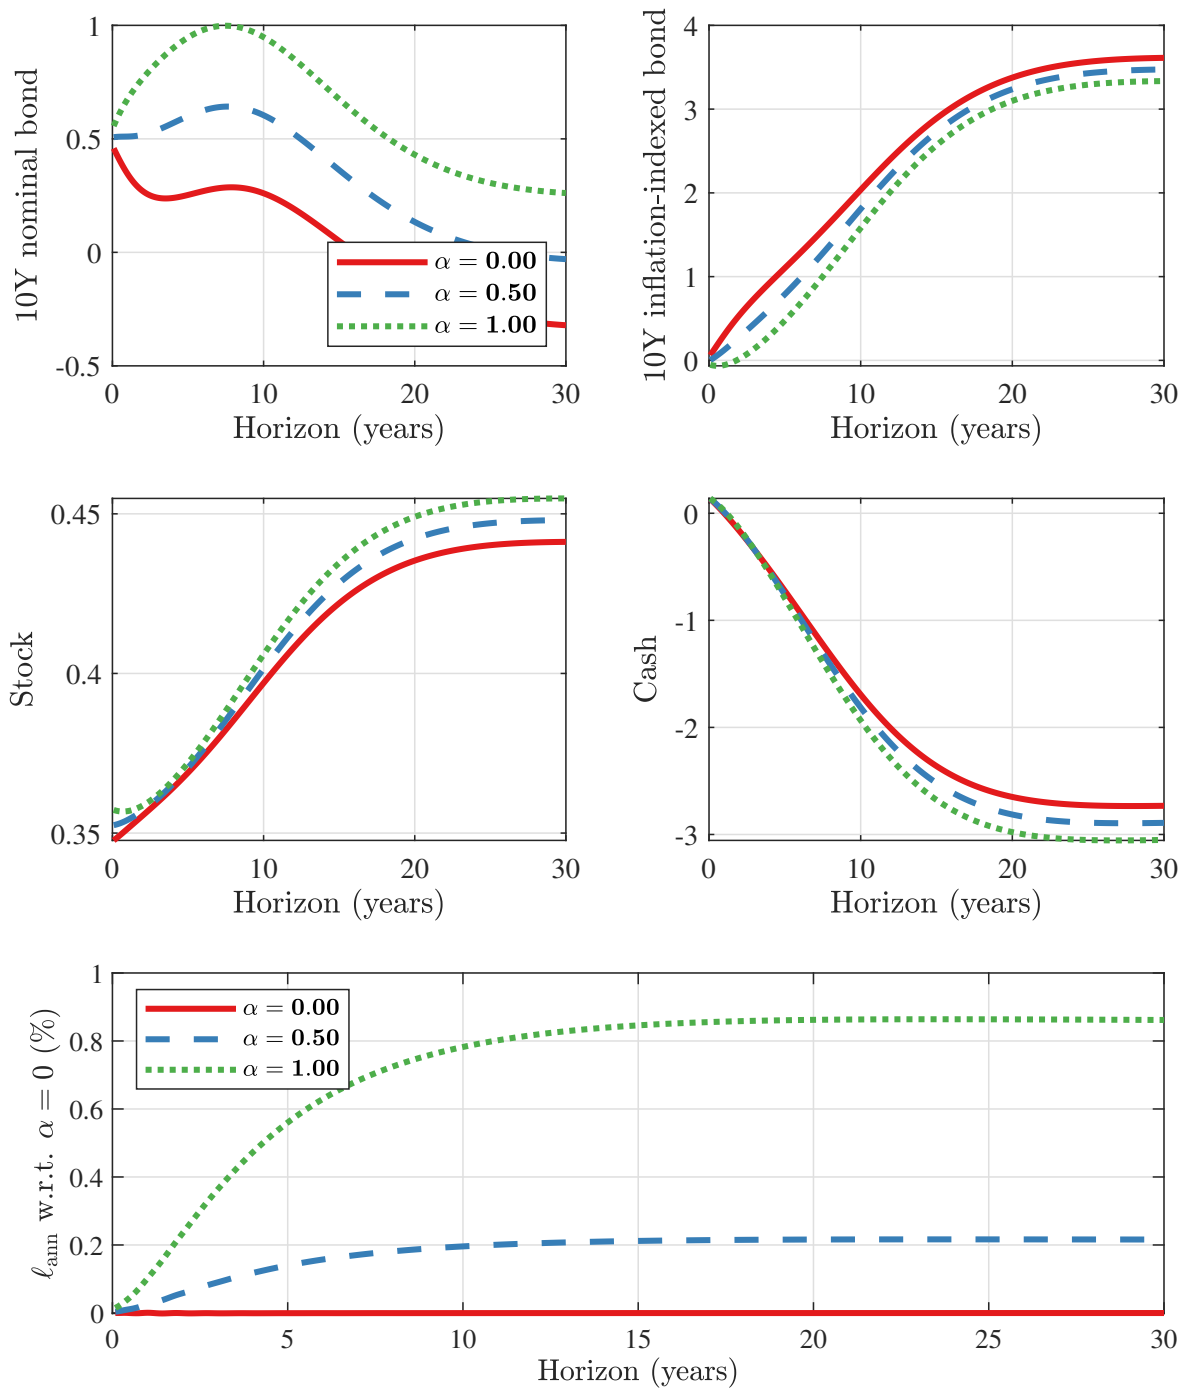 10Y nominal bond
1
0.5
0
-0.5
0 10 20 30
Horizon (years)
α = 0.00
α = 0.50
α = 1.00
10Y inflation-indexed bond
4
3
2
1
0
0 10 20 30
Horizon (years)
Stock
0.45
0.4
0.35
0 10 20 30
Horizon (years)
Cash
0
-1
-2
-3
0 10 20 30
Horizon (years)
ℓann w.r.t. α = 0 (%)
1
0.8
0.6
0.4
0.2
0
0 5 10 15 20 25 30
Horizon (years)
α = 0.00
α = 0.50
α = 1.00